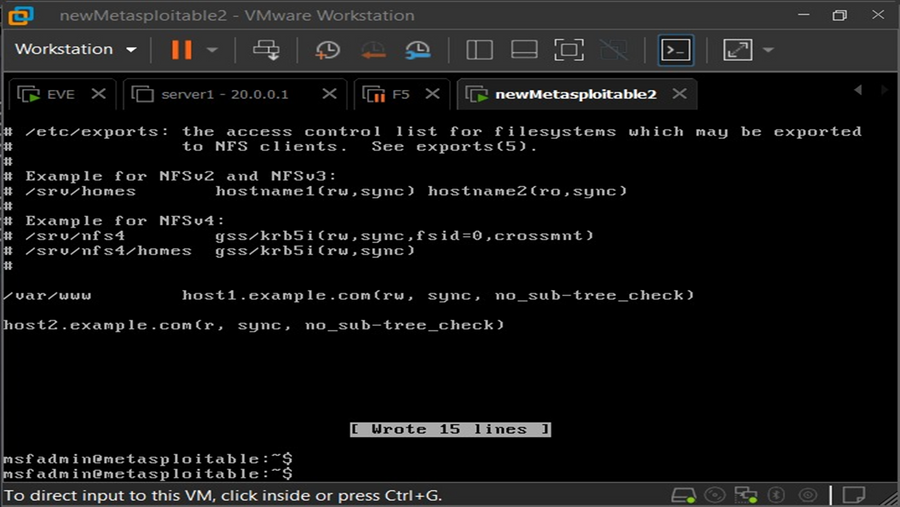 newMetasploitable2 - VMware Workstation
Workstation
EVE
server1 - 20.0.0.1
F5
newMetasploitable2
# /etc/exports: the access control list for filesystems which may be exported
# to NFS clients. See exports(5).
#
# Example for NFSv2 and NFSv3:
# /srv/homes hostname1(rw,sync) hostname2(ro,sync)
#
# Example for NFSv4:
# /srv/nfs4 gss/krb5i(rw,sync,fsid=0,crossmnt)
# /srv/nfs4/homes gss/krb5i(rw,sync)
#
/var/www host1.example.com(rw, sync, no_sub-tree_check)
host2.example.com(r, sync, no_sub-tree_check)
[ Wrote 15 lines ]
msfadmin@metasploitable:~$
msfadmin@metasploitable:~$
To direct input to this VM, click inside or press Ctrl+G.